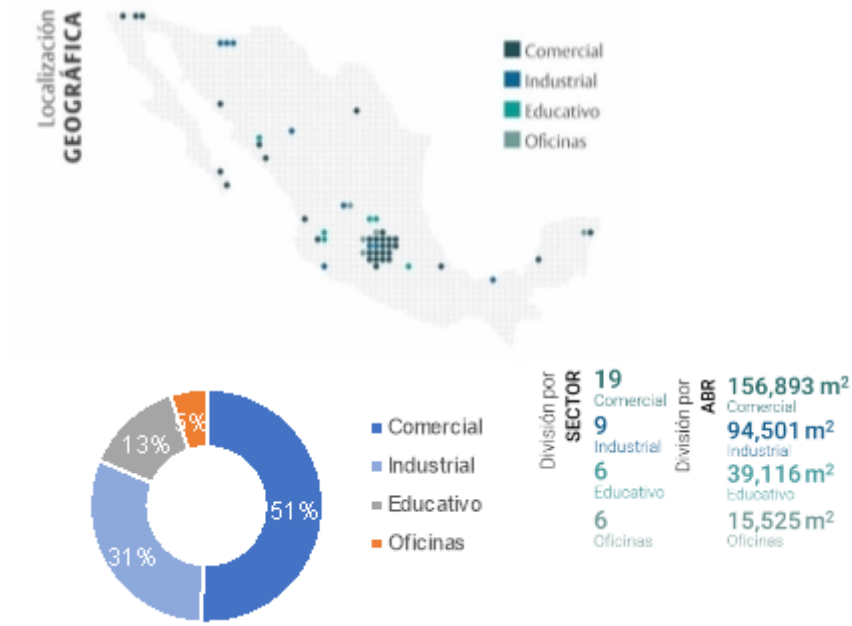 Localización
GEOGRÁFICA
Comercial
Industrial
Educativo
Oficinas
51%
31%
13%
5%
Comercial
Industrial
Educativo
Oficinas
División por
SECTOR
19
Comercial
9
Industrial
6
Educativo
6
Oficinas
División por
ABR
156,893 m²
Comercial
94,501 m²
Industrial
39,116 m²
Educativo
15,525 m²
Oficinas